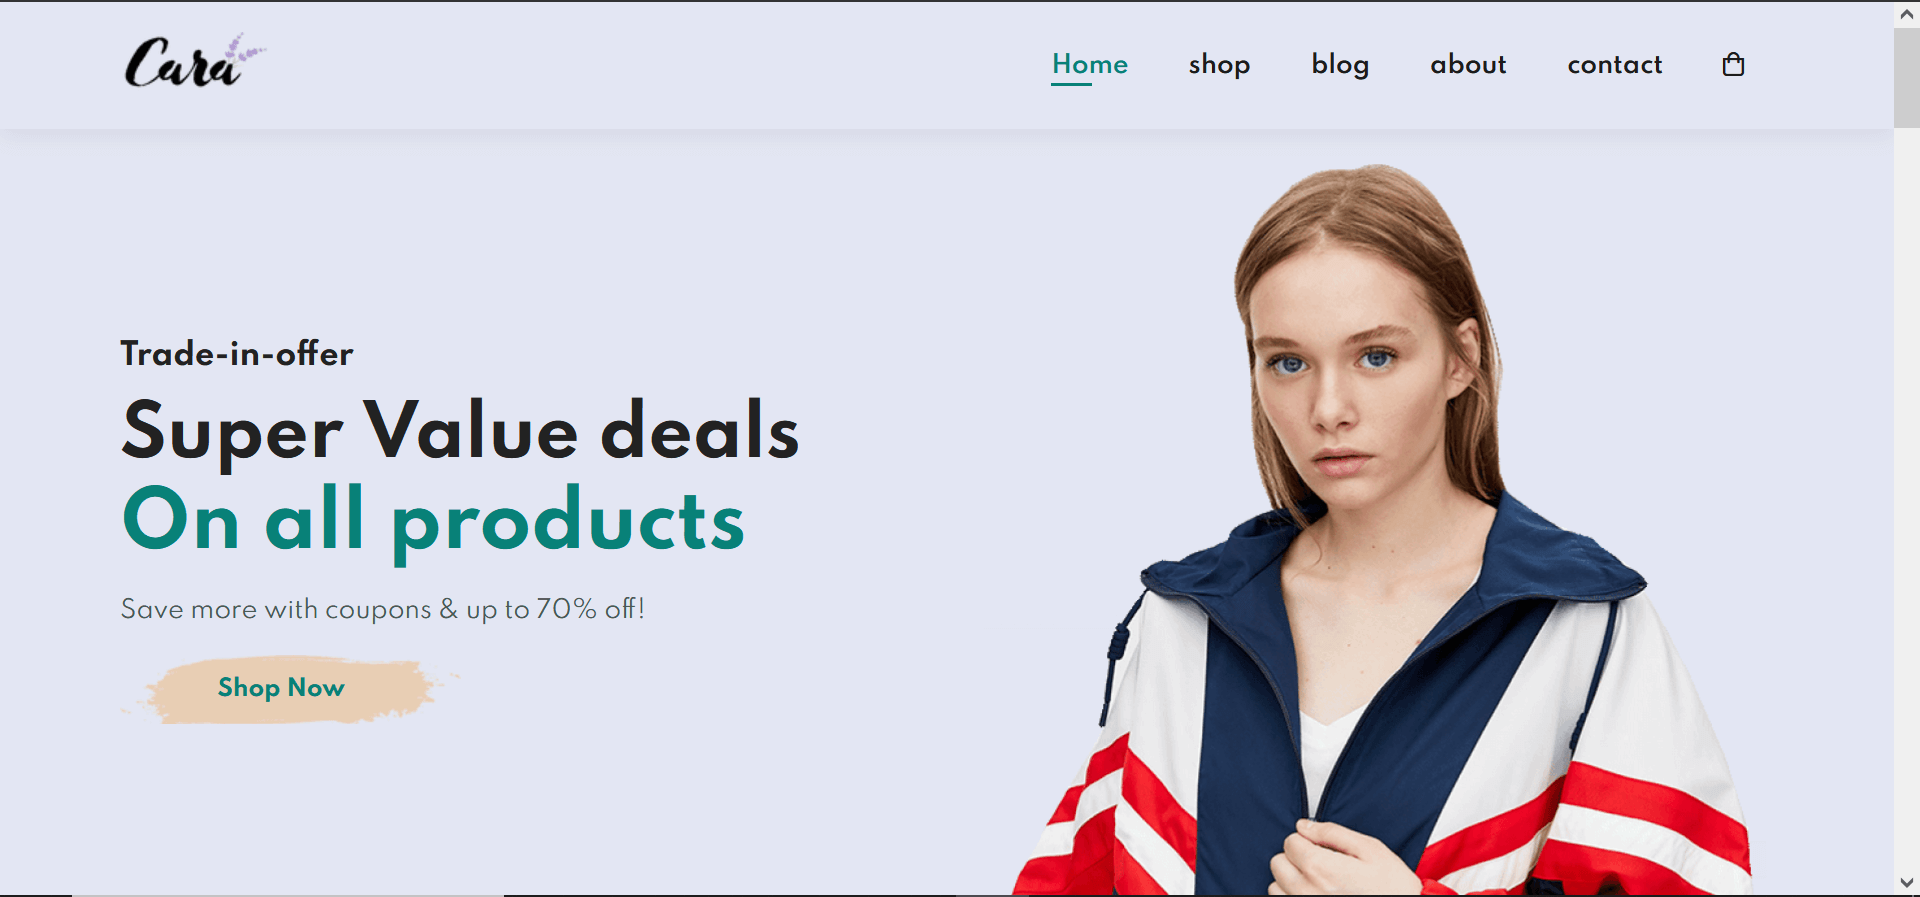 Cara
Home shop blog about contact
Trade-in-offer
Super Value deals
On all products
Save more with coupons & up to 70% off!
Shop Now